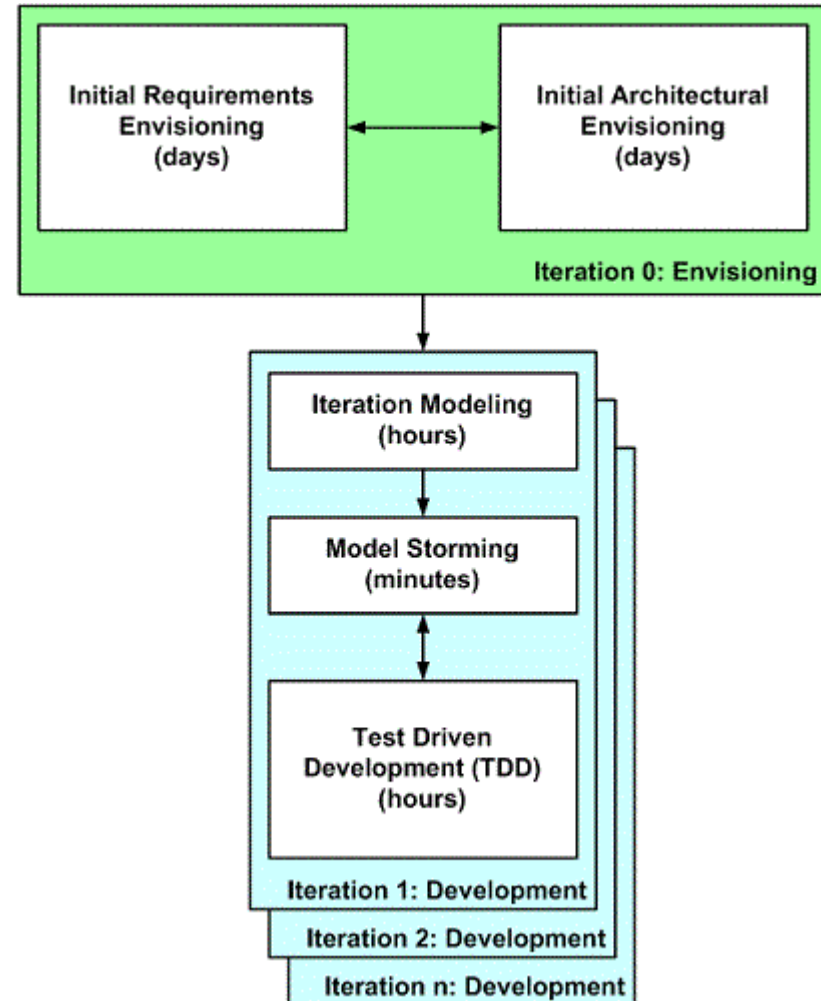 Initial Requirements
Envisioning
(days)
Initial Architectural
Envisioning
(days)
Iteration 0: Envisioning
Iteration Modeling
(hours)
Model Storming
(minutes)
Test Driven
Development (TDD)
(hours)
Iteration 1: Development
Iteration 2: Development
Iteration n: Development